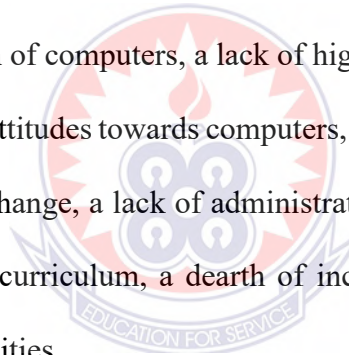 of computers, a lack of hig
ttitudes towards computers,
hange, a lack of administrat
curriculum, a dearth of inc
ities
EDUCATION FOR SERVICE